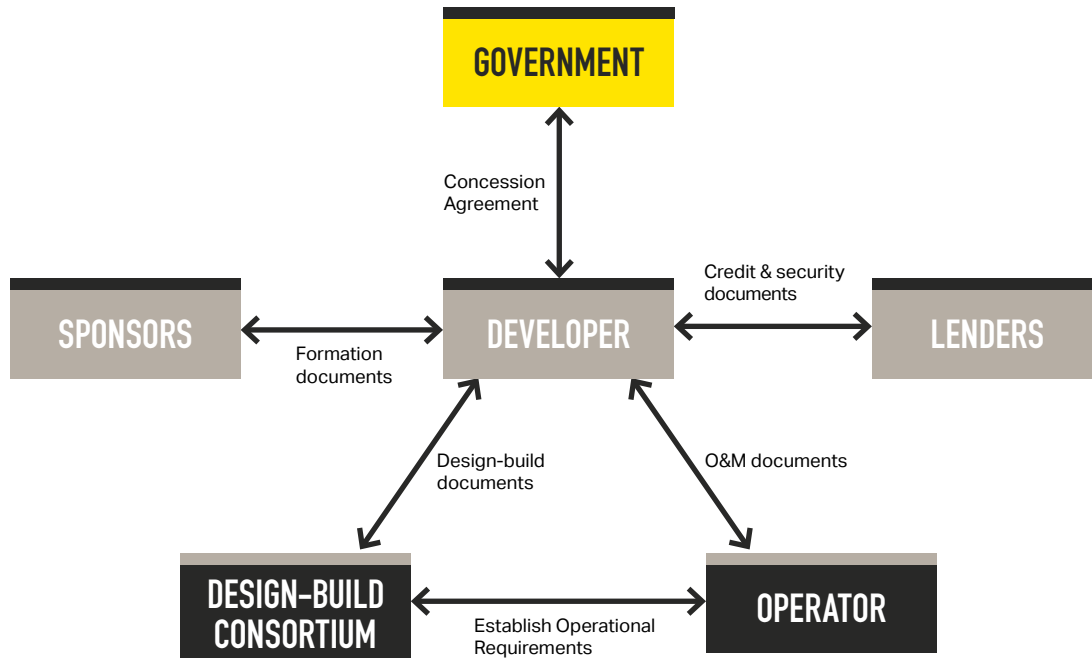 GOVERNMENT
Concession
Agreement
Credit & security
documents
SPONSORS
DEVELOPER
LENDERS
Formation
documents
Design-build
documents
O&M documents
DESIGN-BUILD
CONSORTIUM
OPERATOR
Establish Operational
Requirements